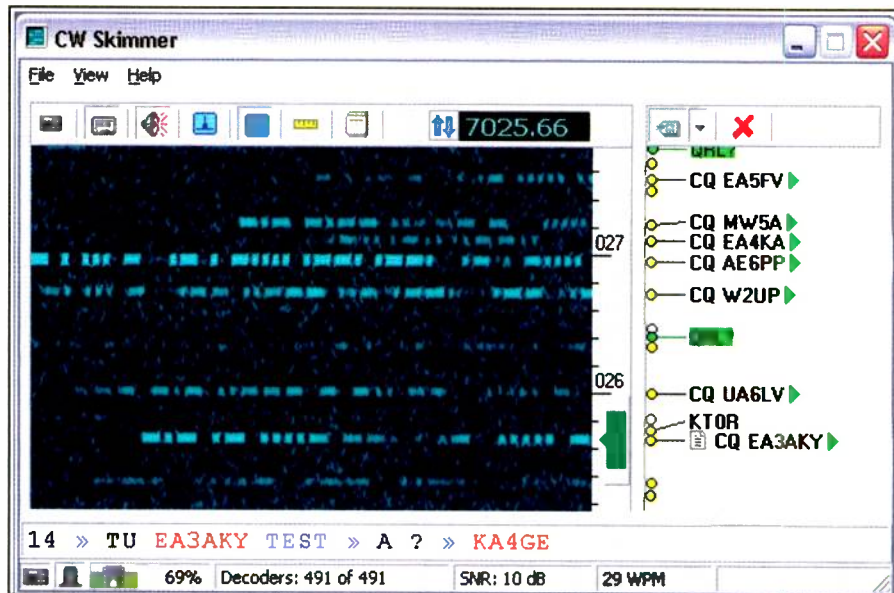 CW Skimmer
File View Help
7025.66
QRL?
CQ EA5FV
CQ MW5A
027
CQ EA4KA
CQ AE6PP
CQ W2UP
026
CQ UA6LV
KT0R
CQ EA3AKY
14 » TU EA3AKY TEST » A ? » KA4GE
69% Decoders: 491 of 491 SNR: 10 dB 29 WPM